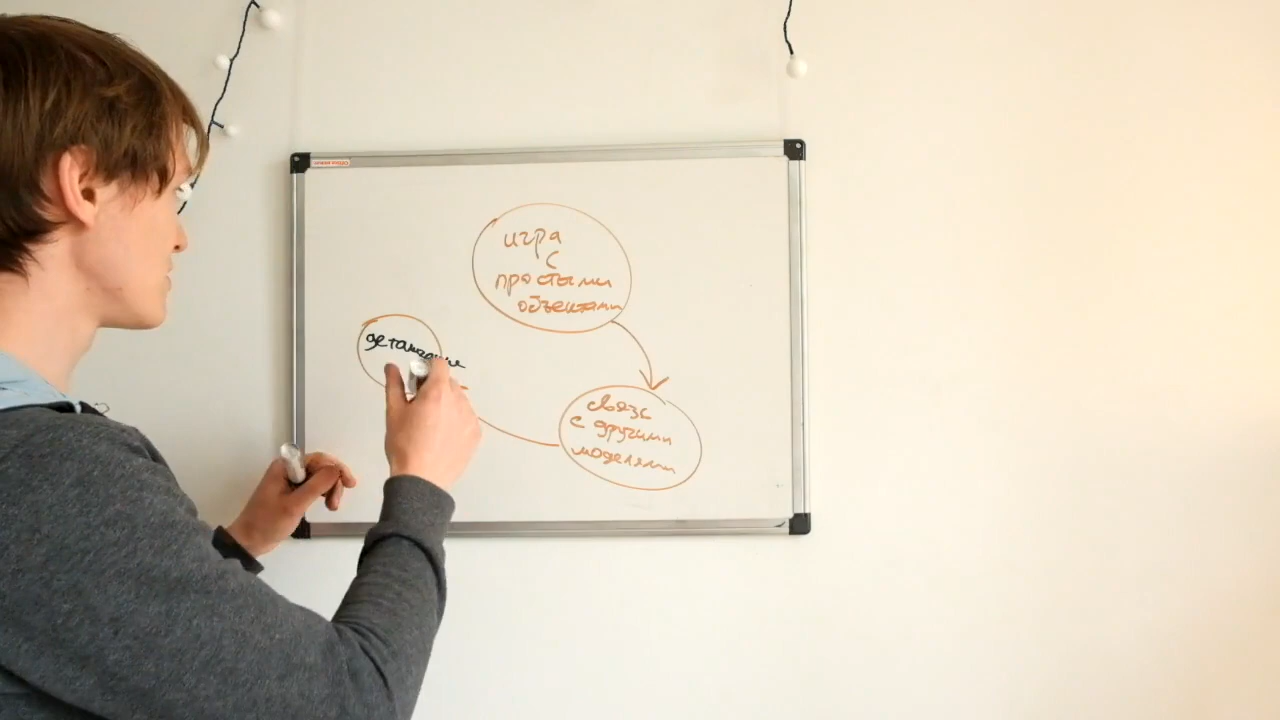 игра
с
простыми
объектами
связь
с другими
моделями